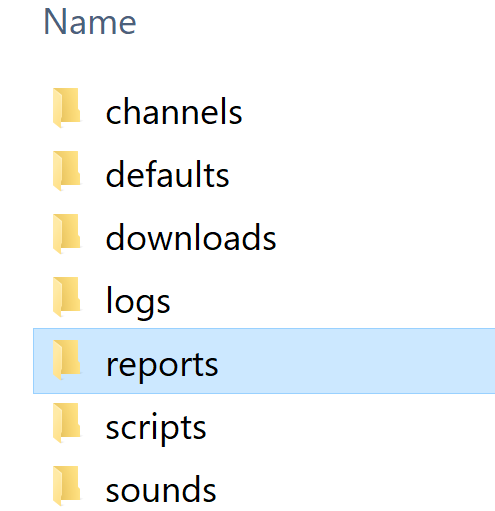 Name
channels
defaults
downloads
logs
reports
scripts
sounds